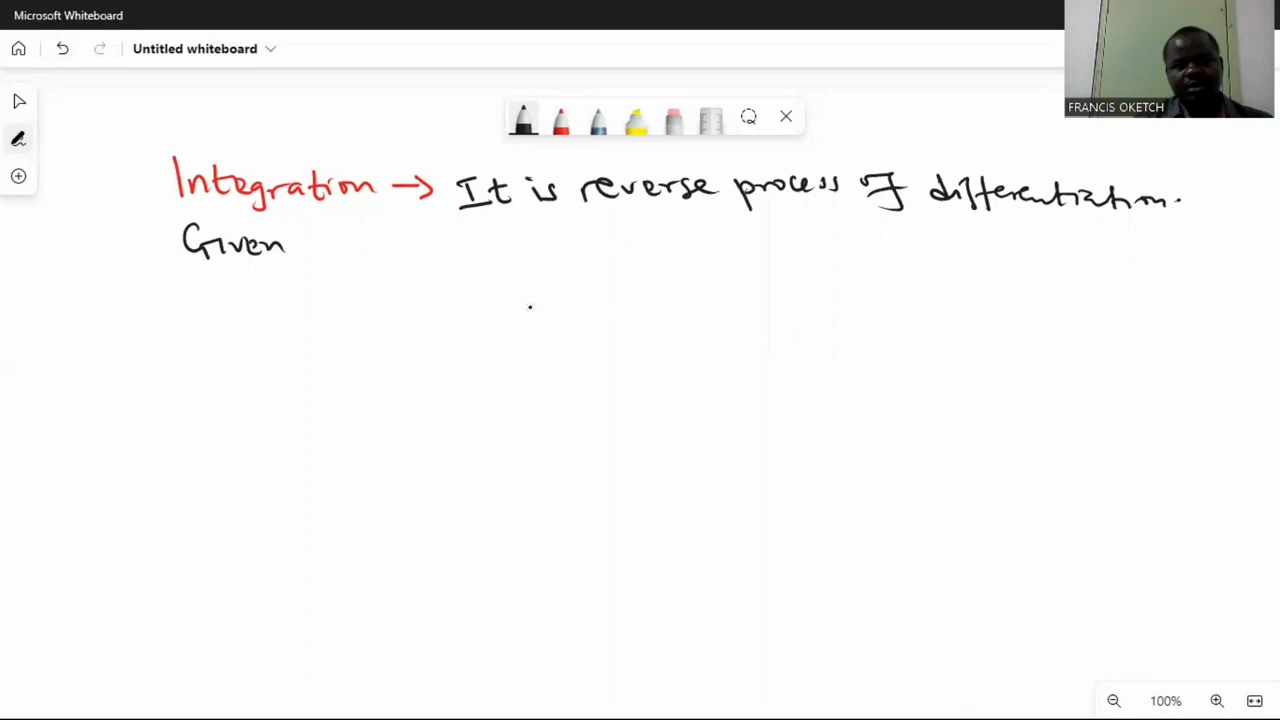 Microsoft Whiteboard
Untitled whiteboard
FRANCIS OKETCH
Integration → It is reverse process of differentiation.
Given
100%